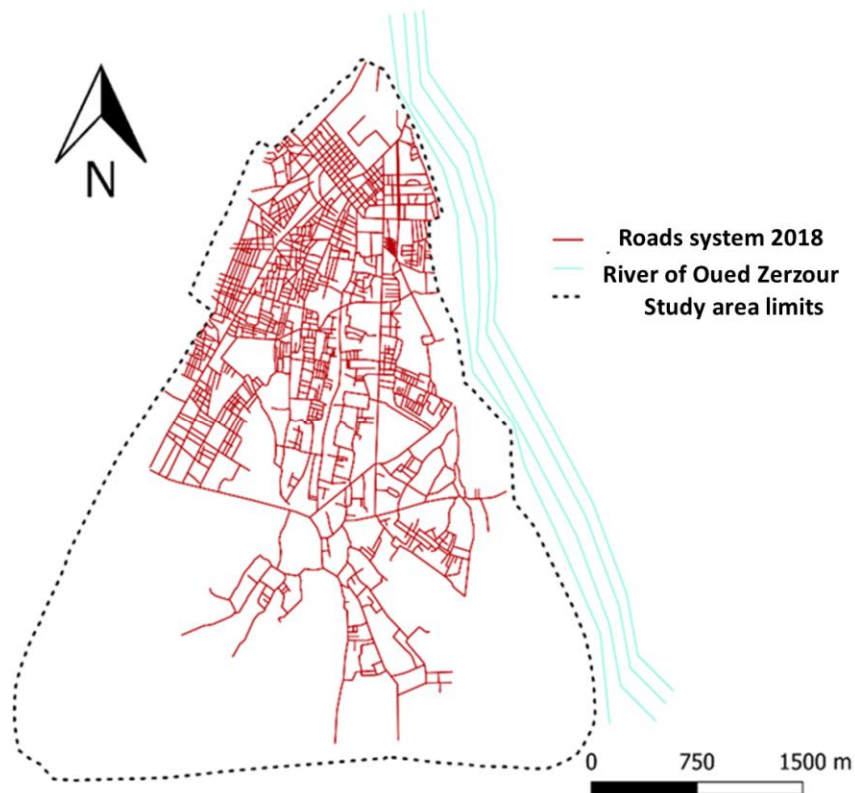 N
Roads system 2018
River of Oued Zerzour
Study area limits
0 750 1500 m